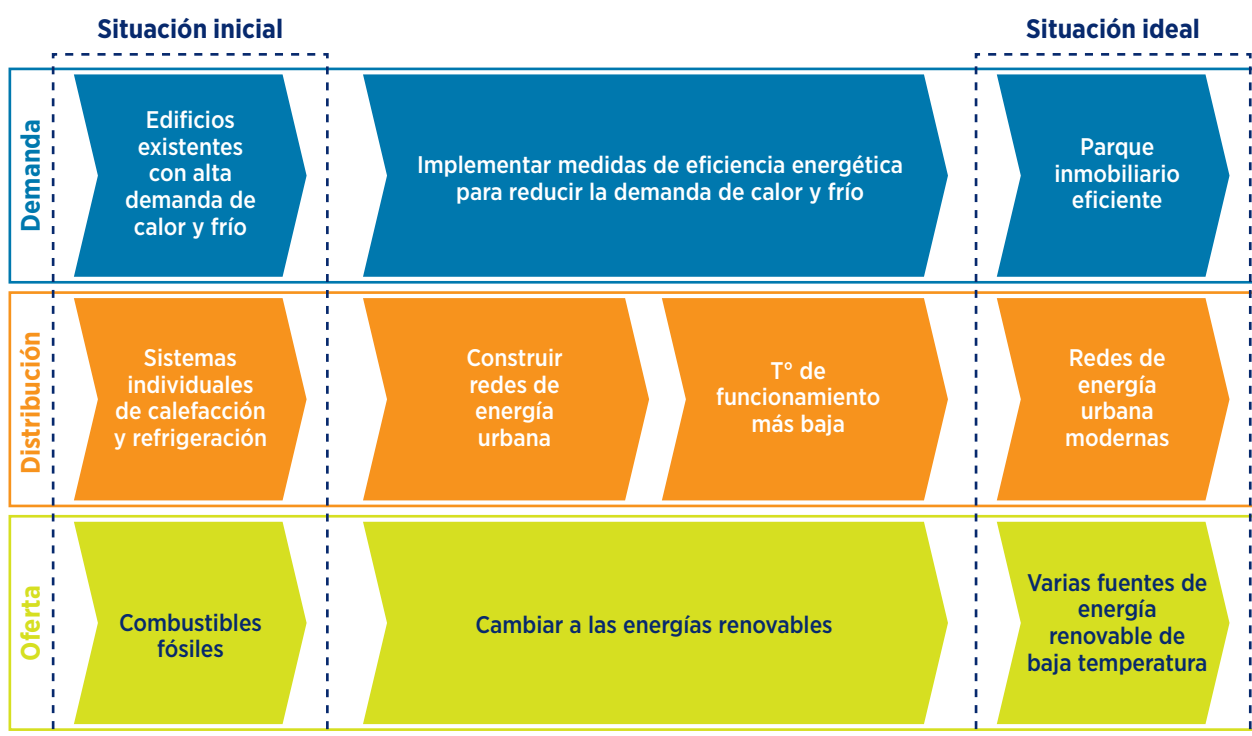 Situación inicial
Situación ideal
Demanda
Edificios
existentes
con alta
demanda de
calor y frío
Implementar medidas de eficiencia energética
para reducir la demanda de calor y frío
Parque
inmobiliario
eficiente
Distribución
Sistemas
individuales
de calefacción
y refrigeración
Construir
redes de
energía
urbana
T° de
funcionamiento
más baja
Redes de
energía
urbana
modernas
Oferta
Combustibles
fósiles
Cambiar a las energías renovables
Varias fuentes de
energía
renovable de
baja temperatura